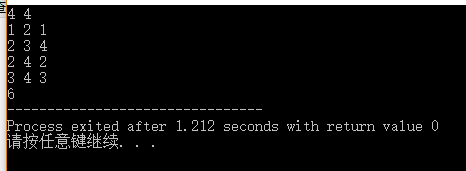 4 4
1 2 1
2 3 4
2 4 2
3 4 3
6
--------------------------------
Process exited after 1.212 seconds with return value 0
请按任意键继续. . .